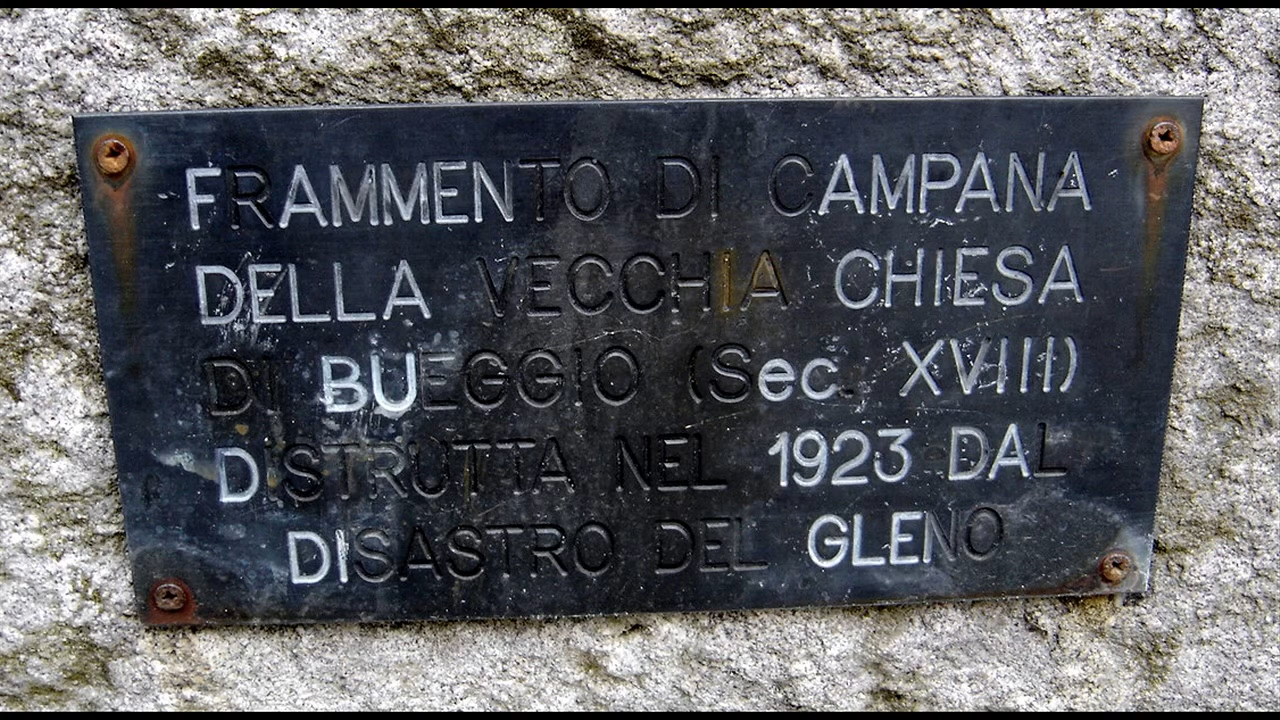 FRAMMENTO DI CAMPANA
DELLA VECCHIA CHIESA
DI BUEGGIO (Sec. XVIII)
DISTRUTTA NEL 1923 DAL
DISASTRO DEL GLENO